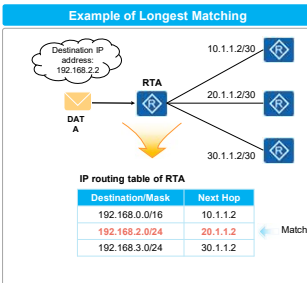 Example of Longest Matching
Destination IP
address:
192.168.2.2
10.1.1.2/30
R
RTA
DAT
A
R
20.1.1.2/30
R
30.1.1.2/30
R
IP routing table of RTA
Destination/Mask Next Hop
192.168.0.0/16 10.1.1.2
192.168.2.0/24 20.1.1.2
Match
192.168.3.0/24 30.1.1.2